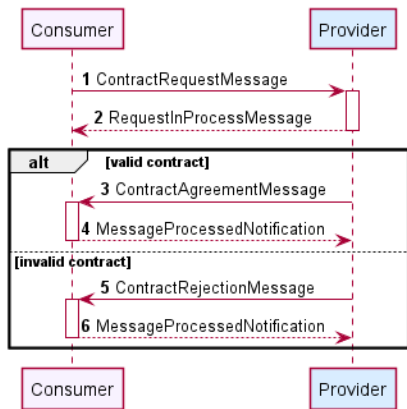 Consumer Provider
1 ContractRequestMessage
2 RequestInProcessMessage
alt [valid contract]
3 ContractAgreementMessage
4 MessageProcessedNotification
[invalid contract]
5 ContractRejectionMessage
6 MessageProcessedNotification
Consumer Provider